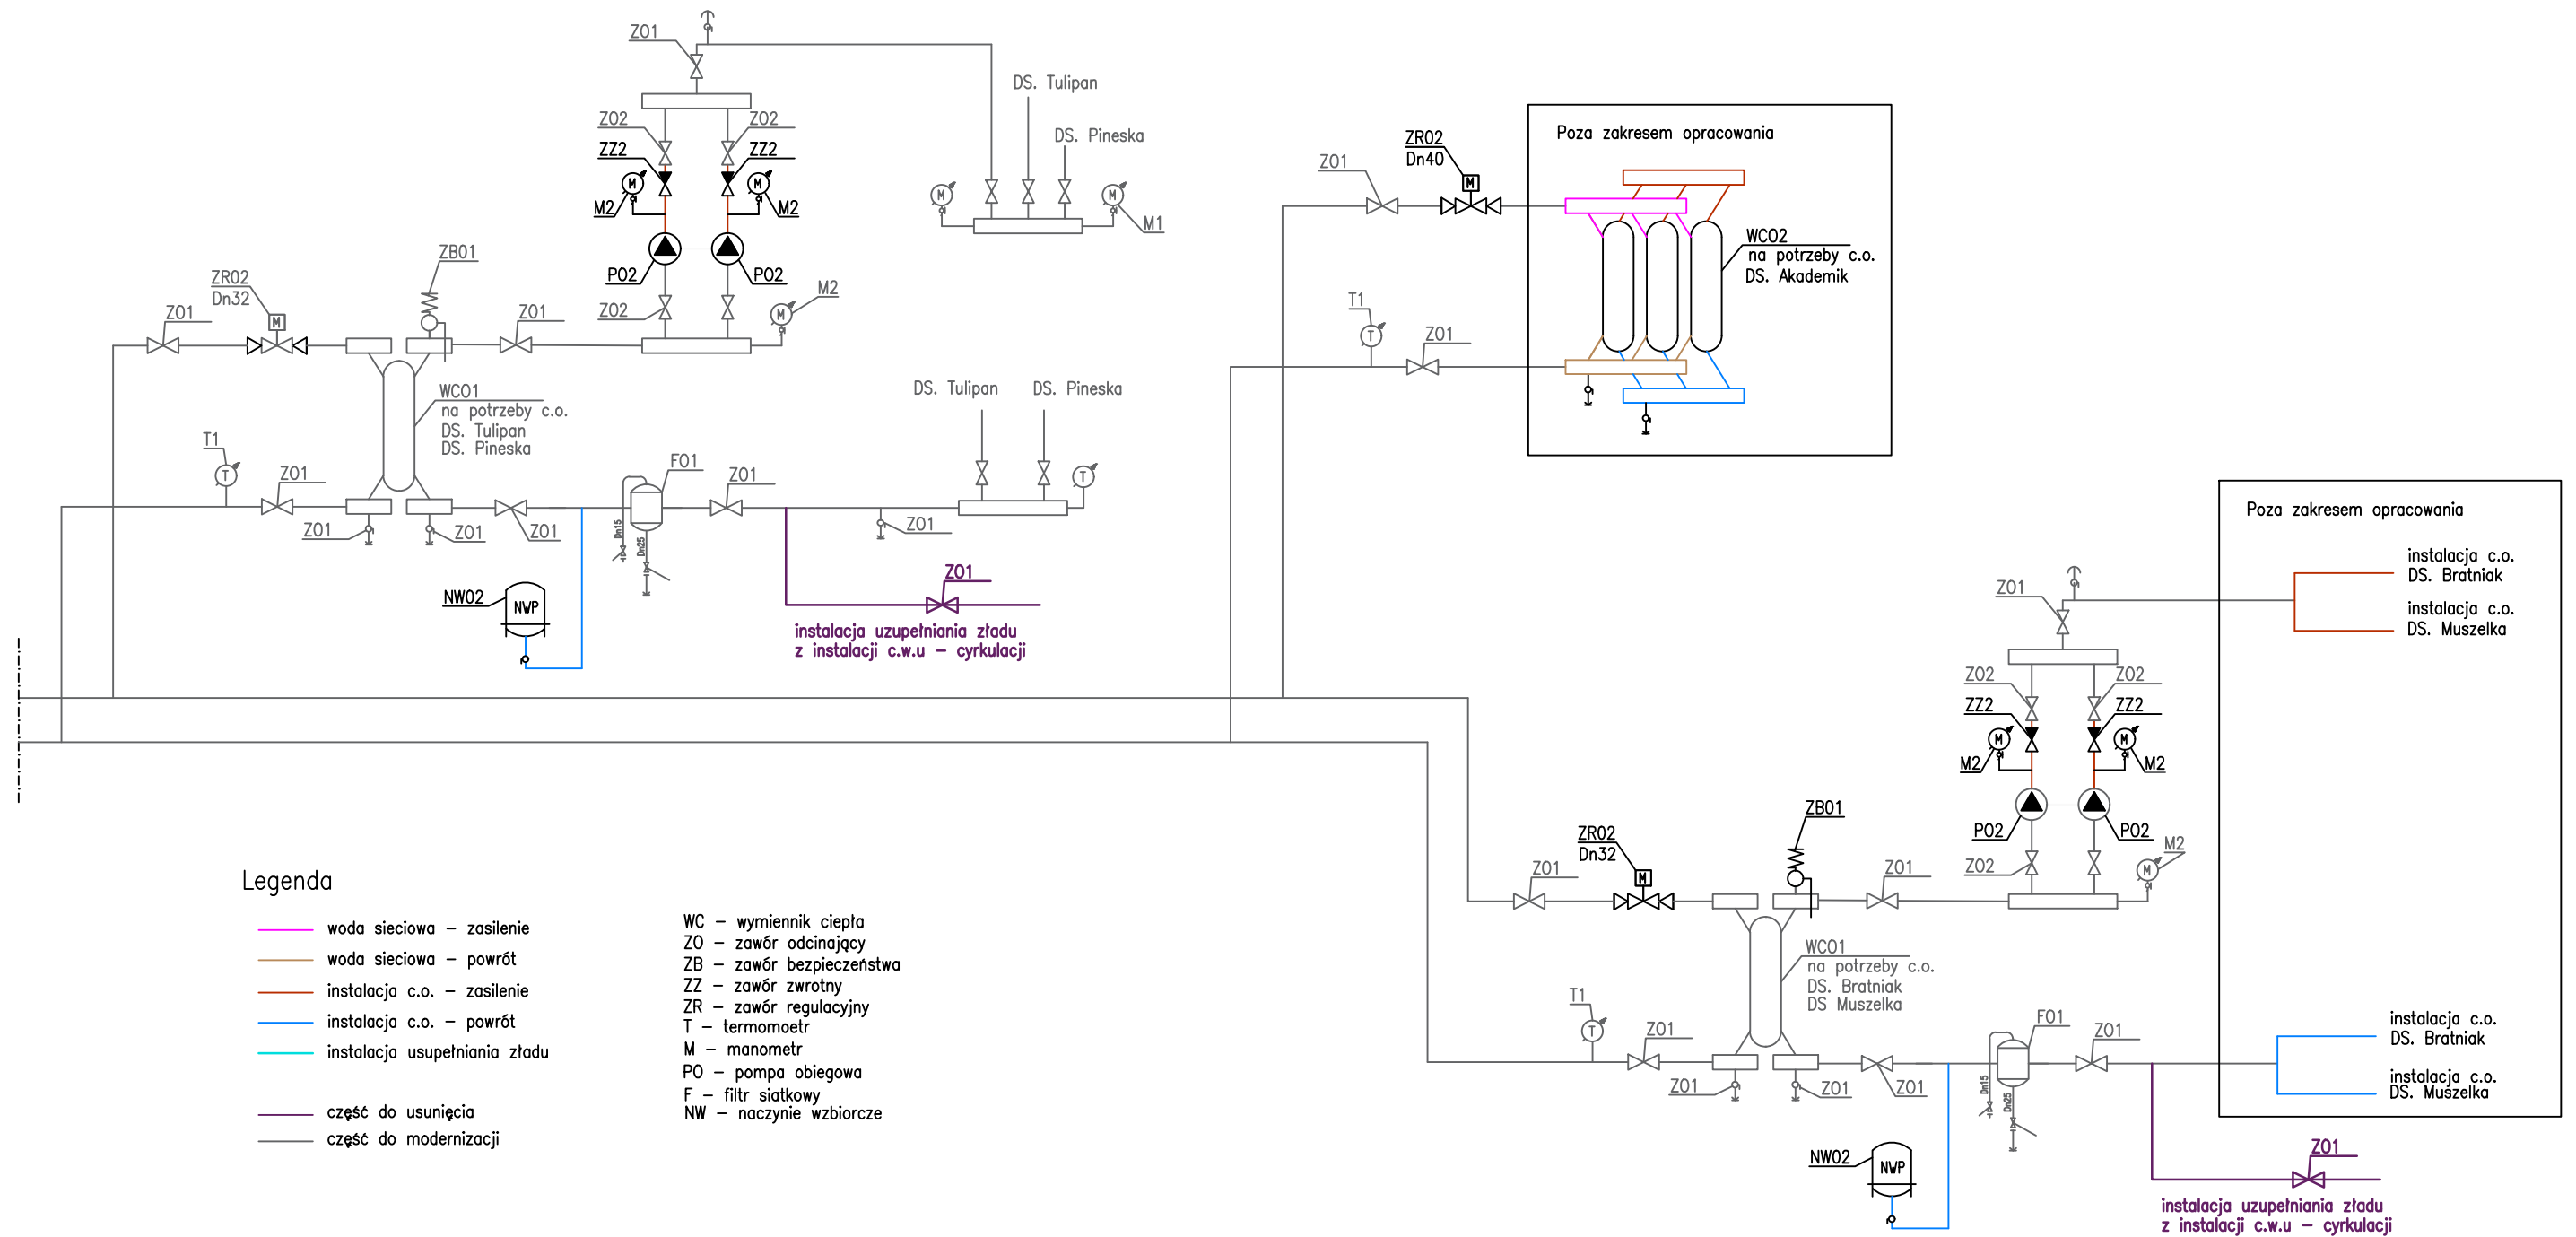 ZO1
DS. Tulipan
DS. Pineska
ZO2
ZO2
ZZ2
ZZ2
M
M
M2
M2
M
M
M1
PO2
PO2
ZO2
M2
M
ZB01
ZR02
Dn32
M
ZO1
ZO1
WCO1
na potrzeby c.o.
DS. Tulipan
DS. Pineska
T1
T
ZO1
ZO1
ZO1
ZO1
FO1
Dn15
Dn25
ZO1
ZO1
DS. Tulipan
DS. Pineska
T
NW02
NWP
ZO1
instalacja uzupełniania zładu
z instalacji c.w.u – cyrkulacji
Poza zakresem opracowania
ZO1
ZR02
Dn40
M
WCO2
na potrzeby c.o.
DS. Akademik
T1
T
ZO1
Poza zakresem opracowania
instalacja c.o.
DS. Bratniak
instalacja c.o.
DS. Muszelka
ZO1
ZO2
ZO2
ZZ2
ZZ2
M
M
M2
M2
PO2
PO2
ZO2
M2
M
ZB01
ZR02
Dn32
M
ZO1
ZO1
WCO1
na potrzeby c.o.
DS. Bratniak
DS Muszelka
T1
T
ZO1
ZO1
ZO1
ZO1
FO1
Dn15
Dn25
ZO1
instalacja c.o.
DS. Bratniak
instalacja c.o.
DS. Muszelka
NW02
NWP
ZO1
instalacja uzupełniania zładu
z instalacji c.w.u – cyrkulacji
Legenda
woda sieciowa – zasilenie
woda sieciowa – powrót
instalacja c.o. – zasilenie
instalacja c.o. – powrót
instalacja usupełniania zładu
część do usunięcia
część do modernizacji
WC – wymiennik ciepła
ZO – zawór odcinający
ZB – zawór bezpieczeństwa
ZZ – zawór zwrotny
ZR – zawór regulacyjny
T – termomoetr
M – manometr
PO – pompa obiegowa
F – filtr siatkowy
NW – naczynie wzbiorcze